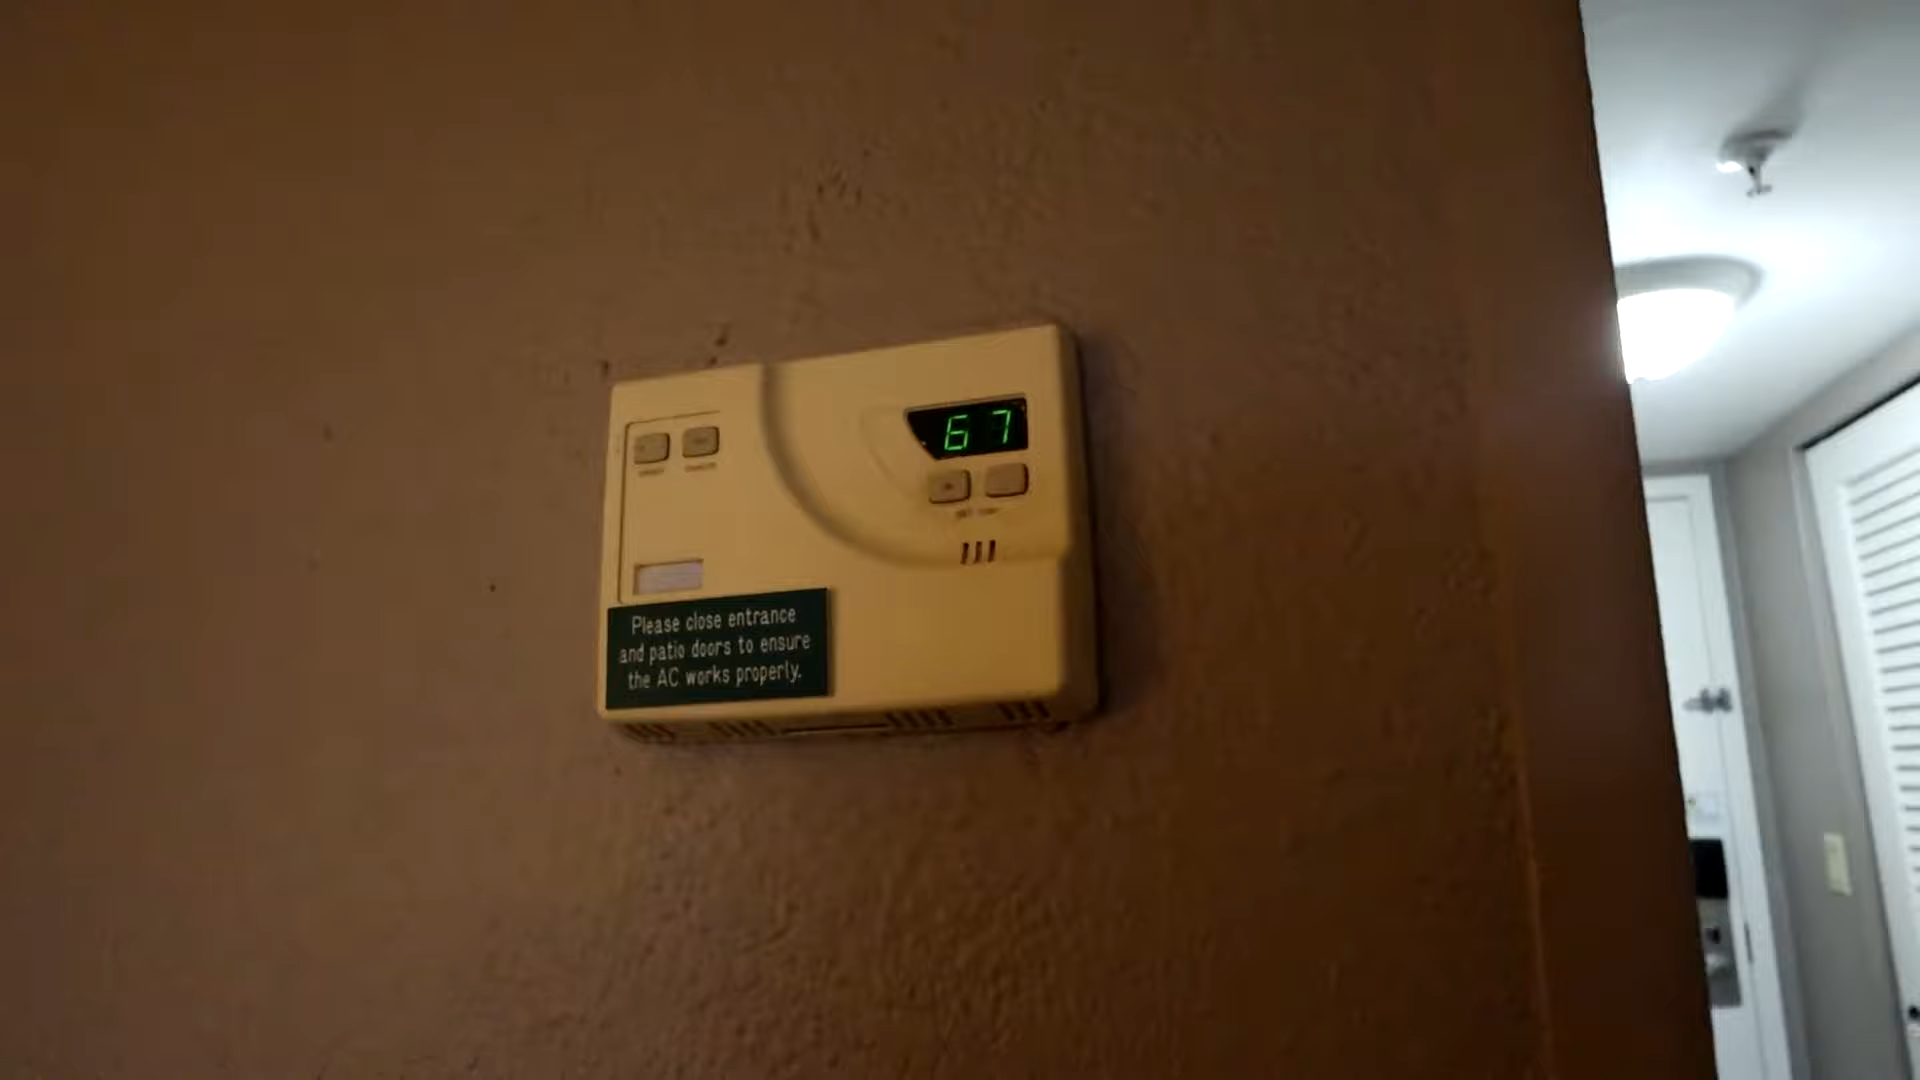 67
Please close entrance
and patio doors to ensure
the AC works properly.